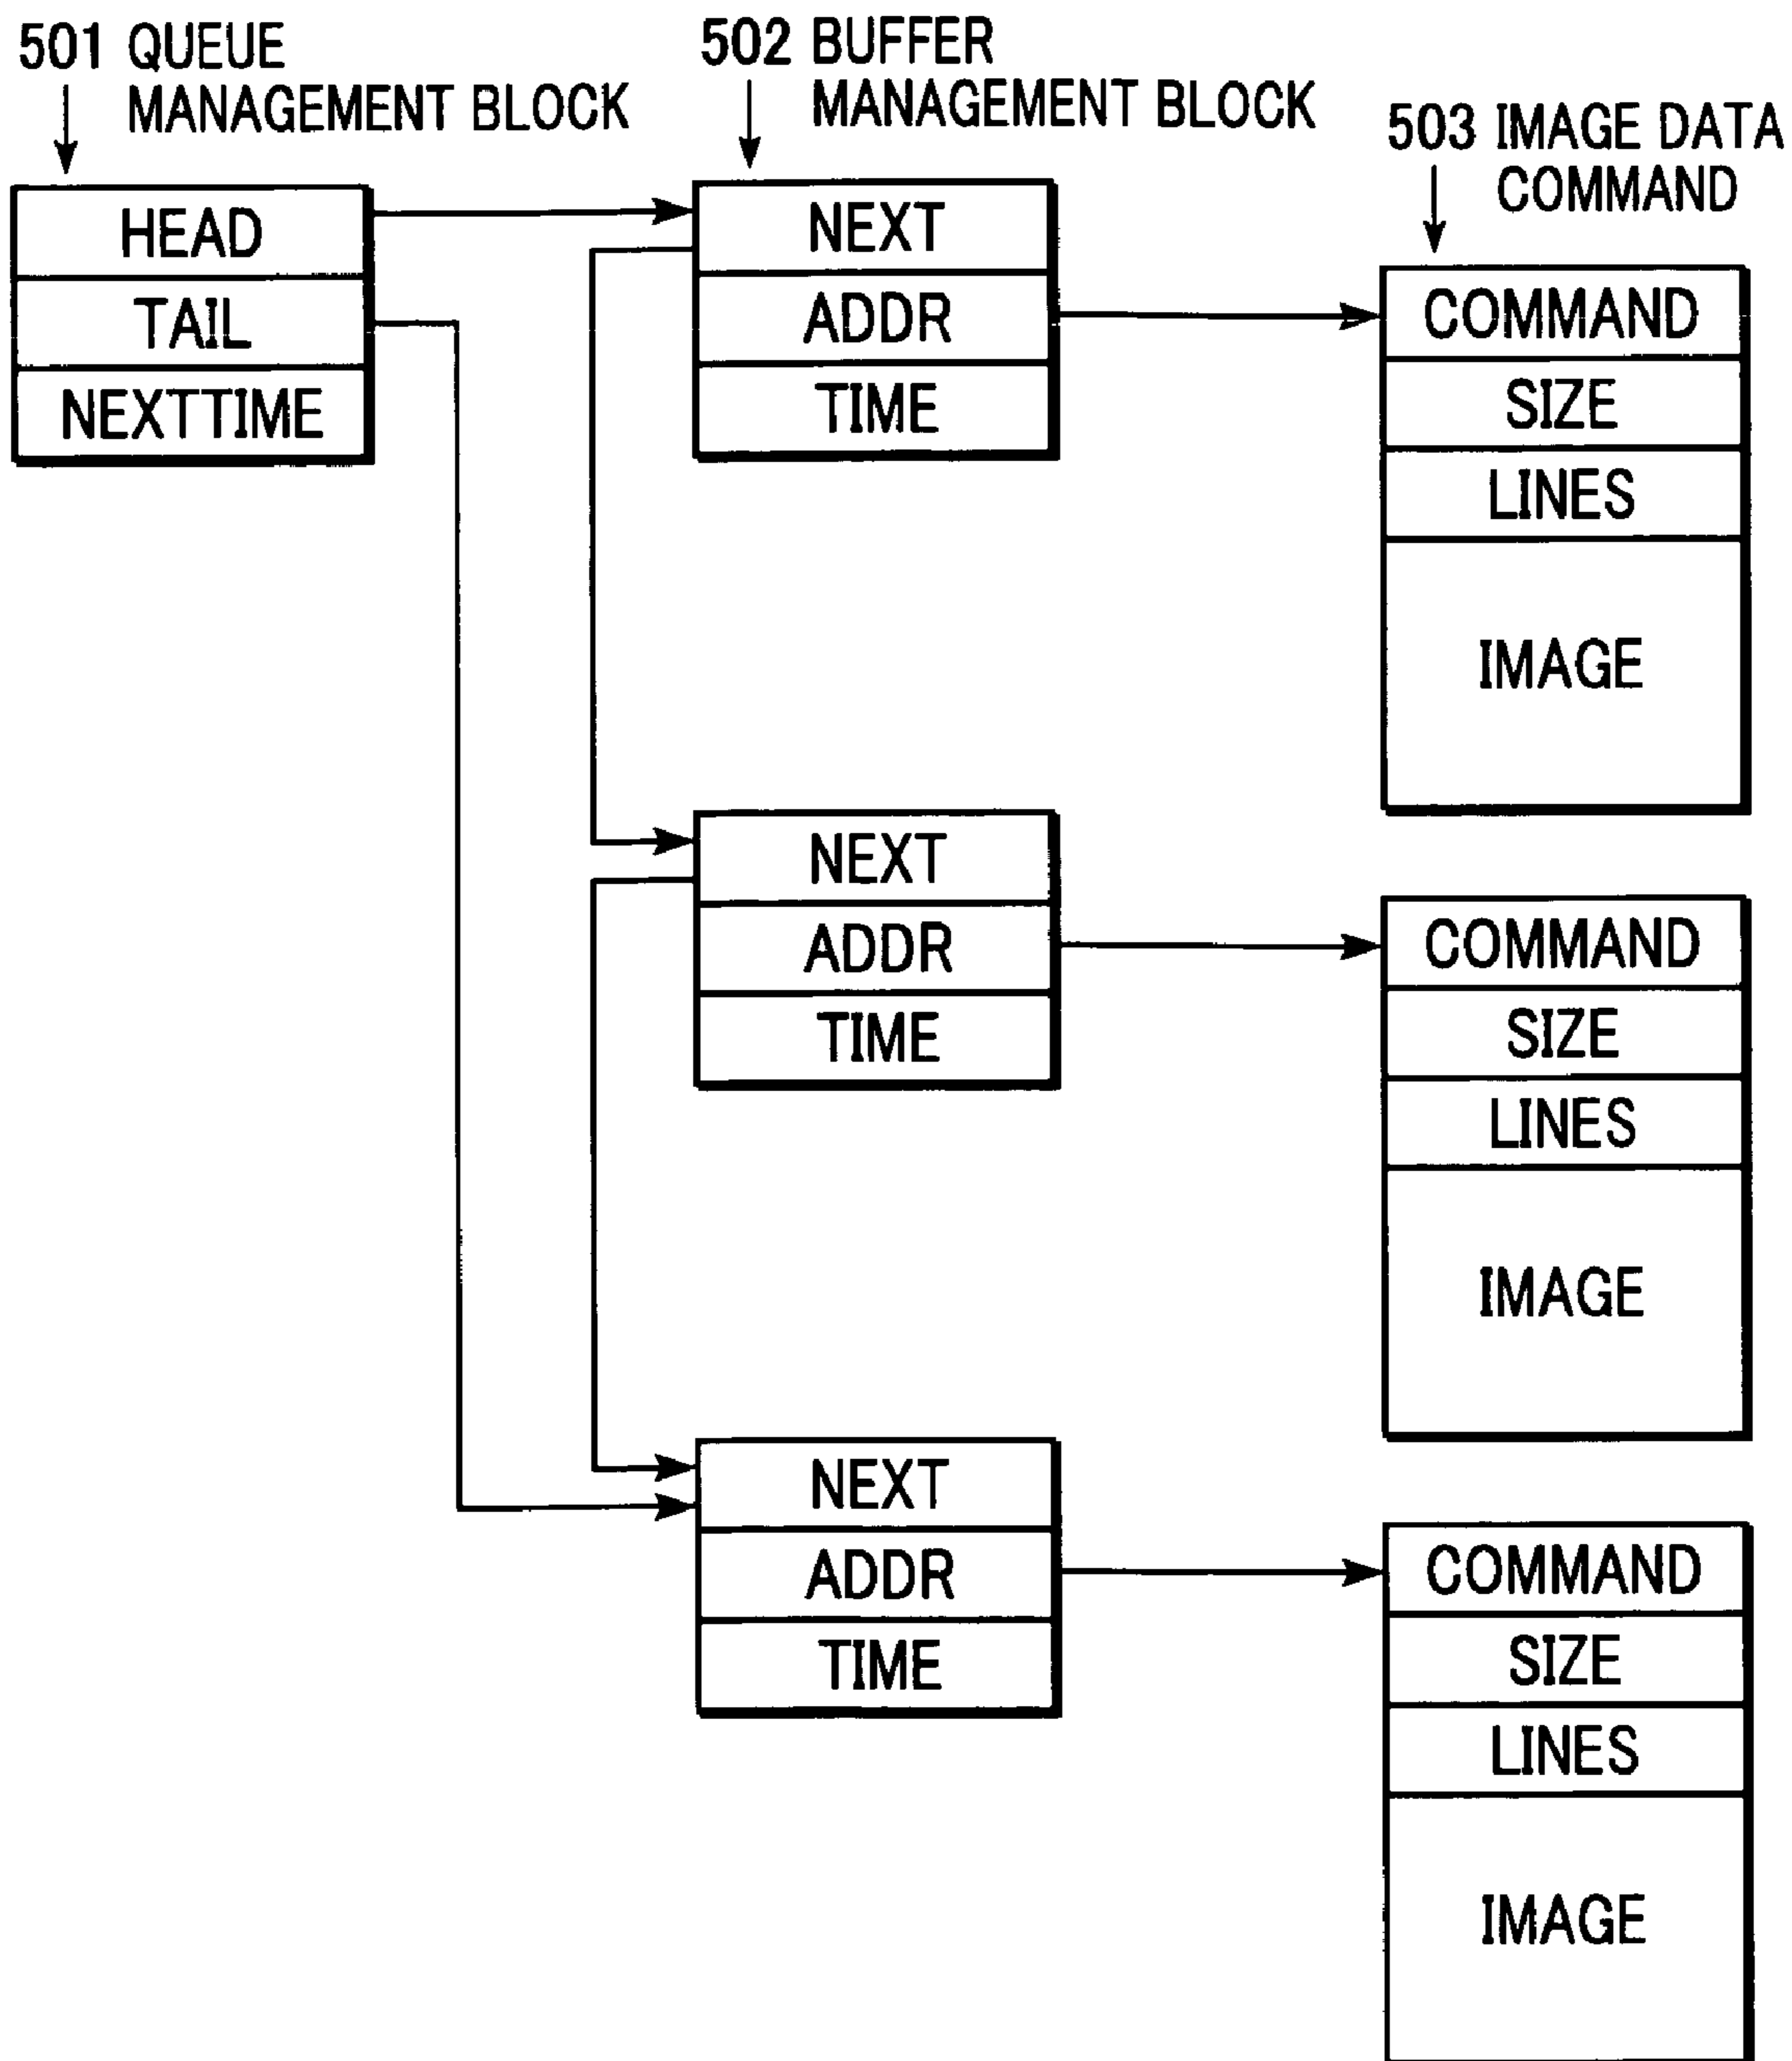 501 QUEUE
MANAGEMENT BLOCK
502 BUFFER
MANAGEMENT BLOCK
503 IMAGE DATA
COMMAND
HEAD
TAIL
NEXTTIME
NEXT
ADDR
TIME
COMMAND
SIZE
LINES
IMAGE
NEXT
ADDR
TIME
COMMAND
SIZE
LINES
IMAGE
NEXT
ADDR
TIME
COMMAND
SIZE
LINES
IMAGE